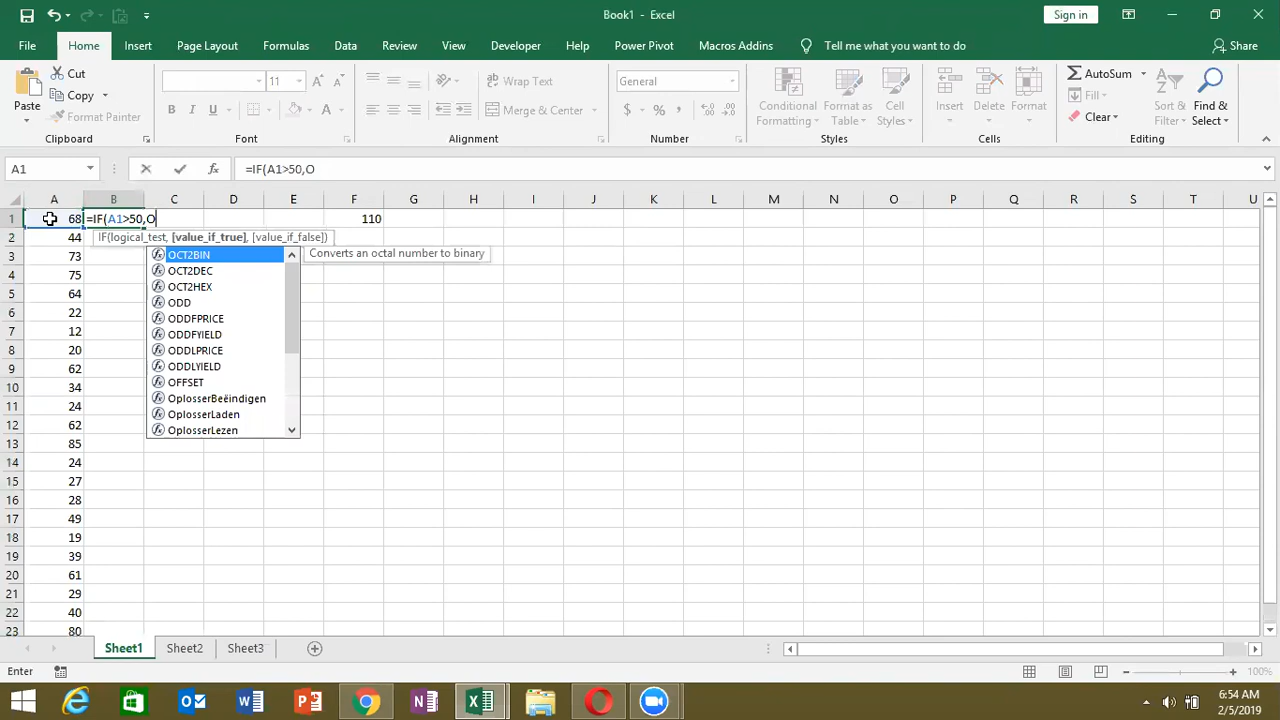 Book1 - Excel
Sign in
File Home Insert Page Layout Formulas Data Review View Developer Help Power Pivot Macros Addins Tell me what you want to do Share
Paste Cut Copy Format Painter
11
Wrap Text Merge & Center
General
$ % ,
Conditional Formatting Format as Table Cell Styles
Insert Delete Format
AutoSum Fill Clear Sort & Filter Find & Select
Clipboard Font Alignment Number Styles Cells Editing
A1 =IF(A1>50,O
A B C D E F G H I J K L M N O P Q R S T U
1 68 =IF(A1>50,O 110
2 44 IF(logical_test, [value_if_true], [value_if_false])
3 73 OCT2BIN Converts an octal number to binary
4 75 OCT2DEC
5 64 OCT2HEX
ODD
6 22 ODDFPRICE
7 12 ODDFYIELD
8 20 ODDLPRICE
9 62 ODDLYIELD
10 34 OFFSET
OplosserBeëindigen
11 24 OplosserLaden
12 62 OplosserLezen
13 85
14 24
15 27
16 28
17 49
18 19
19 39
20 61
21 29
22 40
23 80
Sheet1 Sheet2 Sheet3
Enter 100%
6:54 AM
2/5/2019